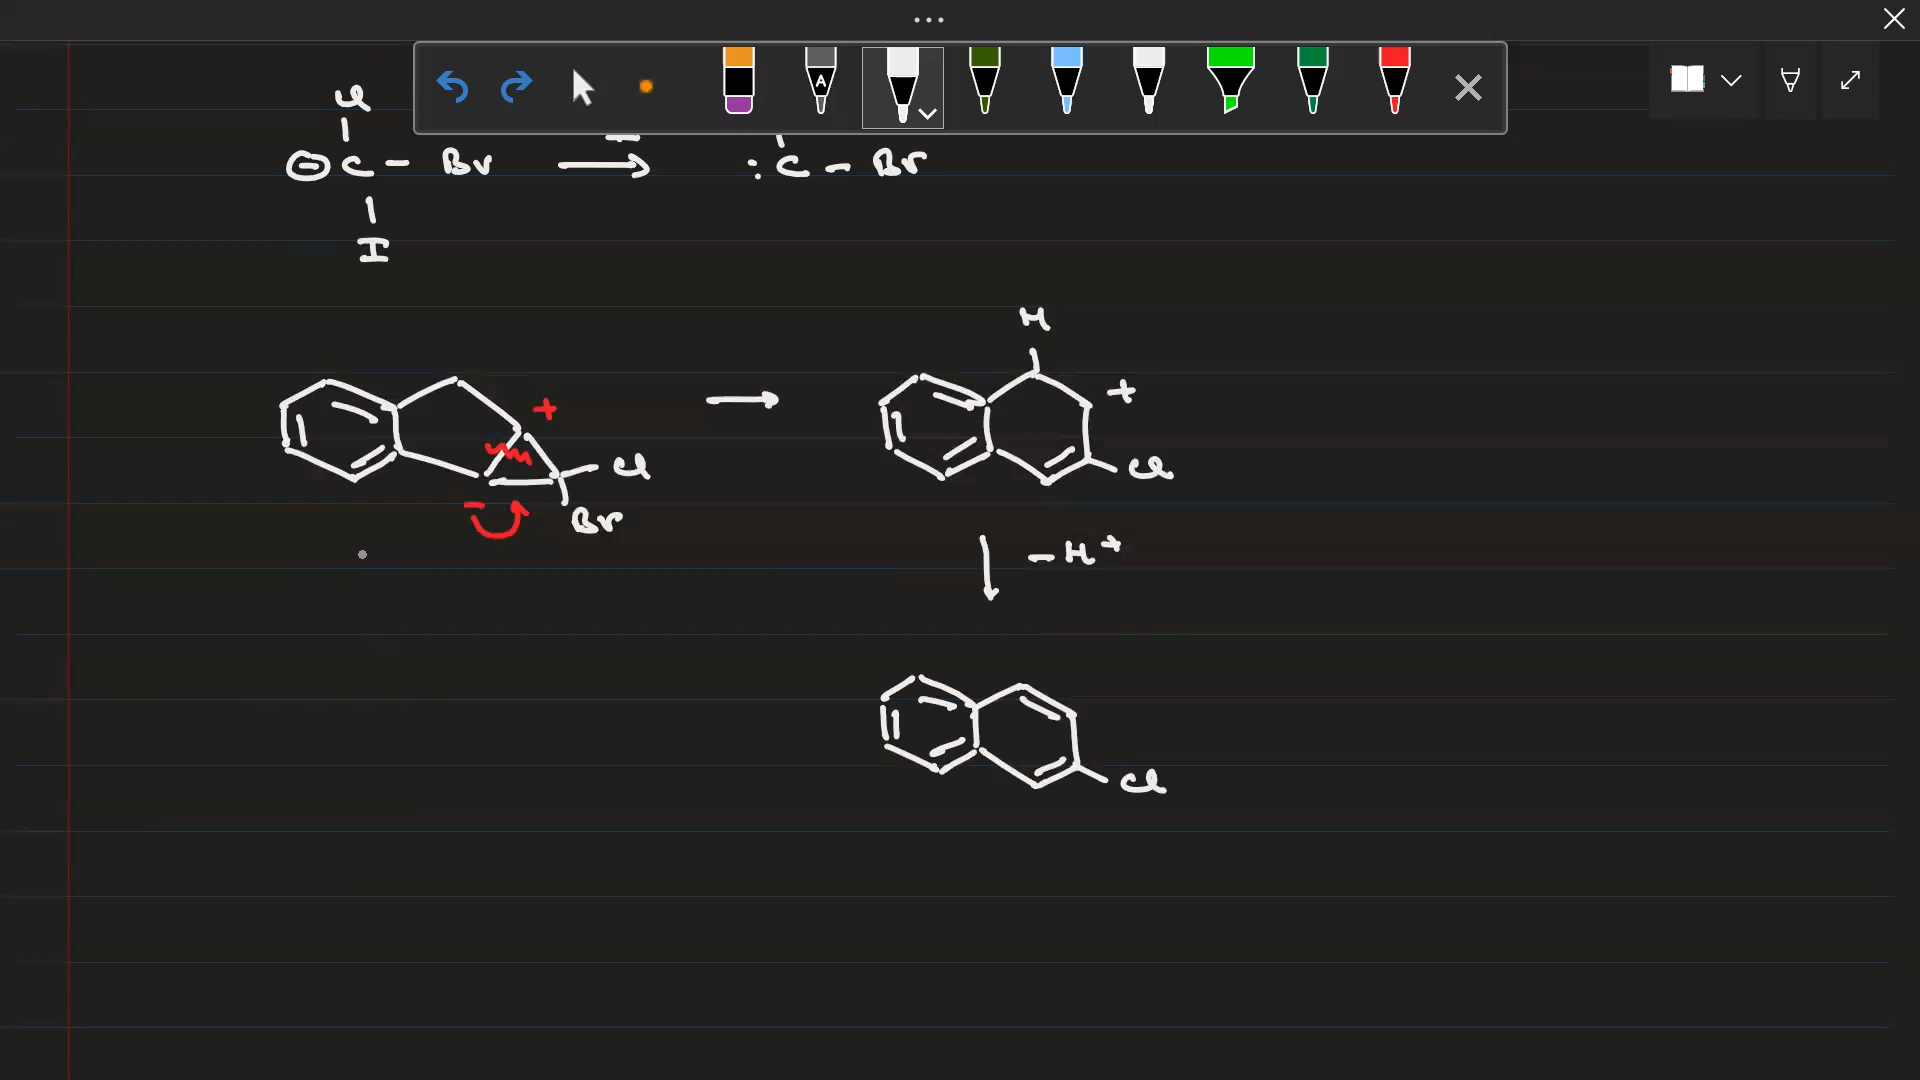 Cl
⊖ C - Br → :C - Br
I
H
+ +
Cl Cl
-
Br
- H +
Cl
A